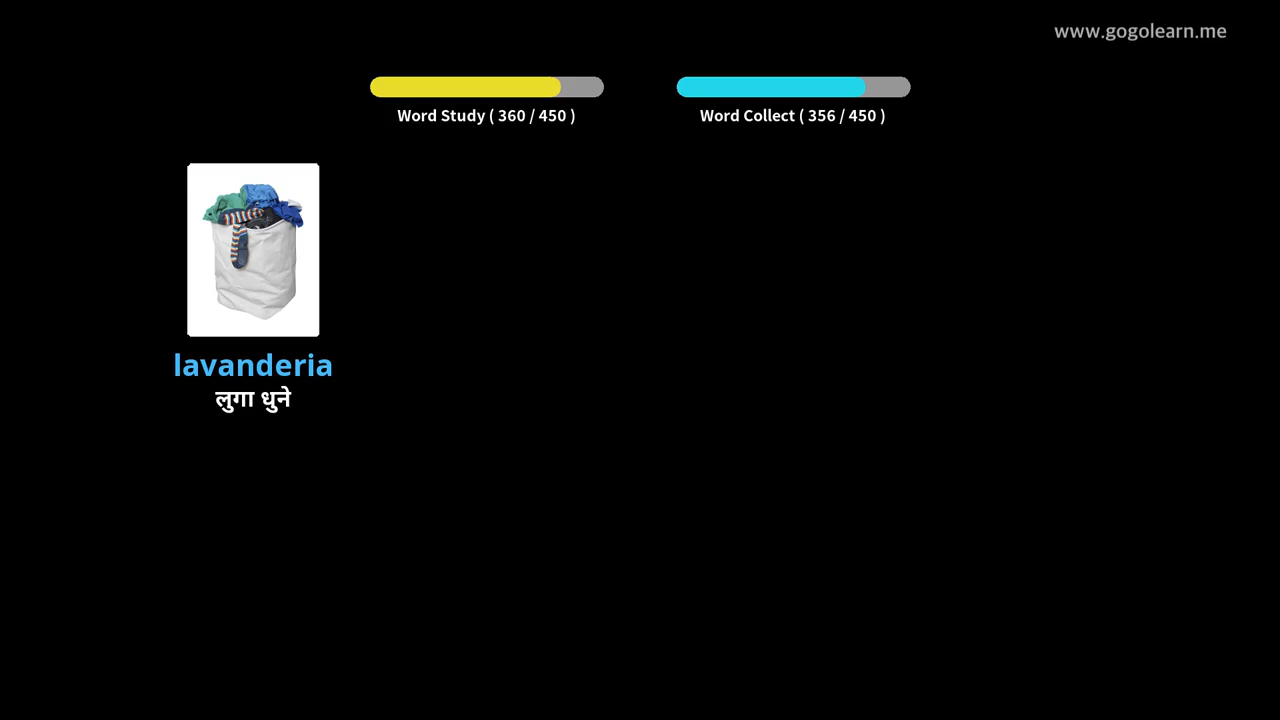 www.gogolearn.me
Word Study ( 360 / 450 )
Word Collect ( 356 / 450 )
lavanderia
लुगा धुने